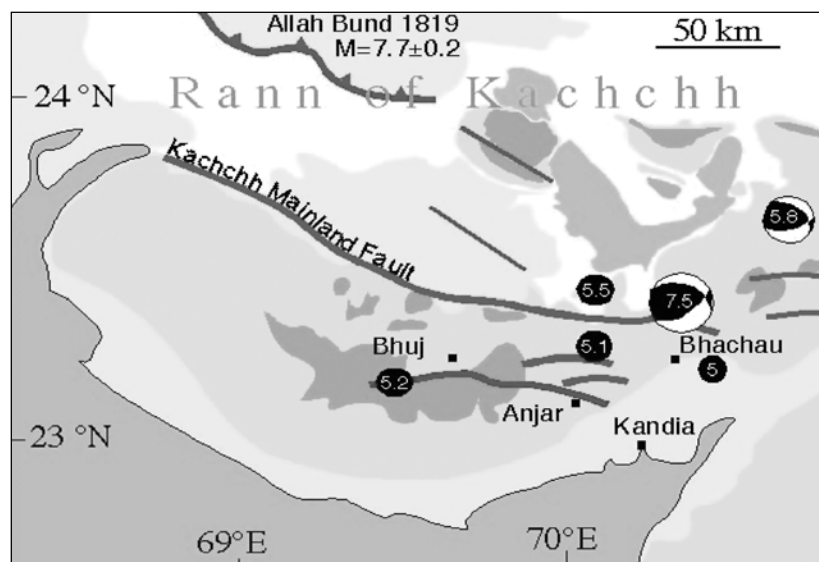 Allah Bund 1819
M=7.7±0.2
50 km
24 °N
Rann of Kachchh
Kachchh Mainland Fault
5.8
5.5
7.5
5.1
Bhuj
Bhachau
5.2
5
Anjar
Kandia
23 °N
69°E
70°E